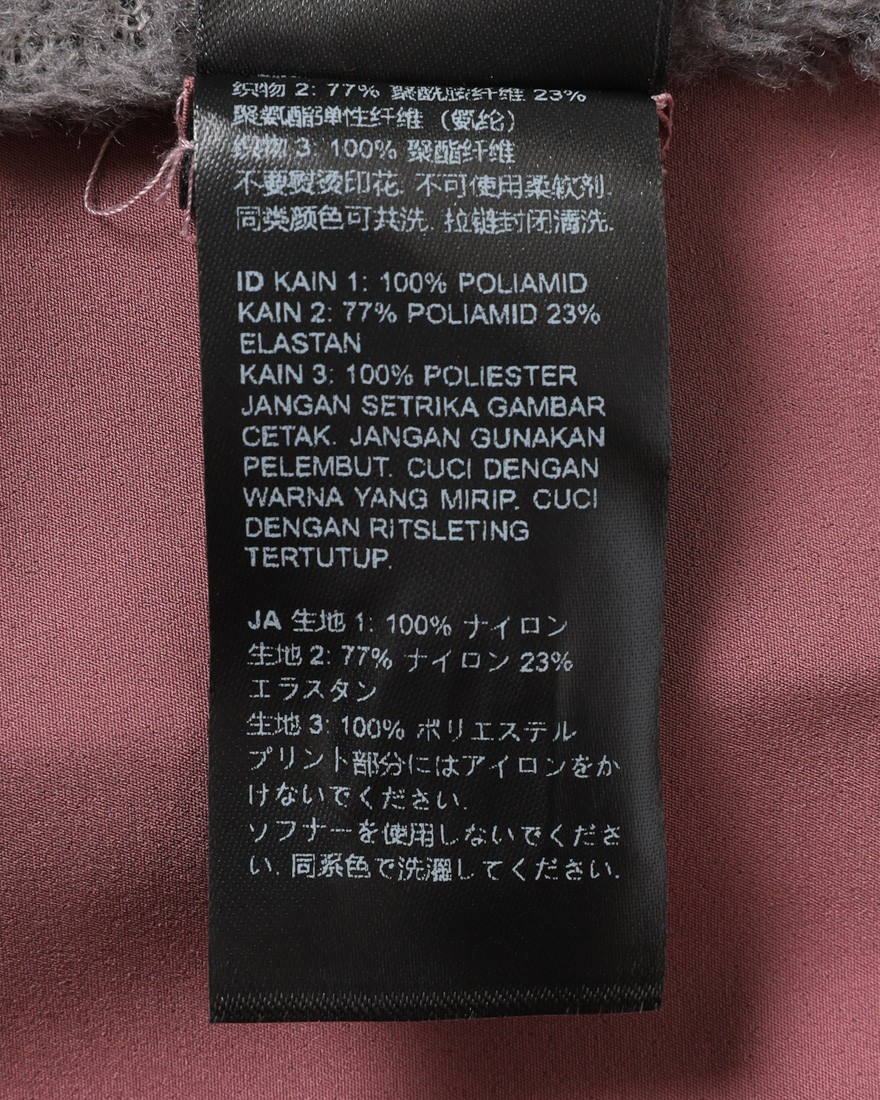 织物 2: 77% 聚酰胺纤维 23%
聚氨酯弹性纤维 (氨纶)
织物 3: 100% 聚酯纤维
不要熨烫印花. 不可使用柔软剂.
同类颜色可共洗. 拉链封闭清洗.
ID KAIN 1: 100% POLIAMID
KAIN 2: 77% POLIAMID 23%
ELASTAN
KAIN 3: 100% POLIESTER
JANGAN SETRIKA GAMBAR
CETAK. JANGAN GUNAKAN
PELEMBUT. CUCI DENGAN
WARNA YANG MIRIP. CUCI
DENGAN RITSLETING
TERTUTUP.
JA 生地 1: 100% ナイロン
生地 2: 77% ナイロン 23%
エラスタン
生地 3: 100% ポリエステル
プリント部分にはアイロンをか
けないでください.
ソフナーを使用しないでくださ
い. 同系色で洗濯してください.